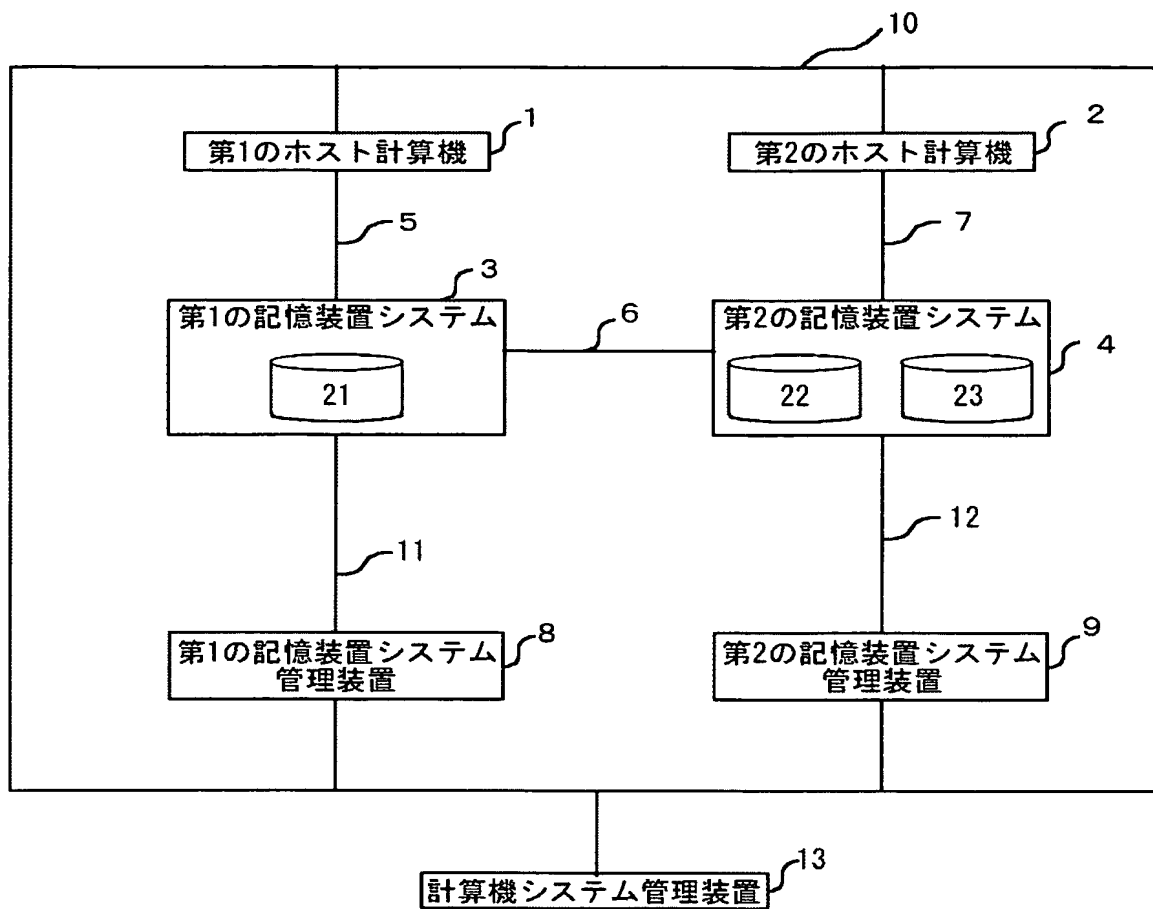 10
1
第1のホスト計算機
2
第2のホスト計算機
5
7
3
第1の記憶装置システム
21
6
第2の記憶装置システム
22
23
4
11
12
第1の記憶装置システム
管理装置
8
第2の記憶装置システム
管理装置
9
計算機システム管理装置
13